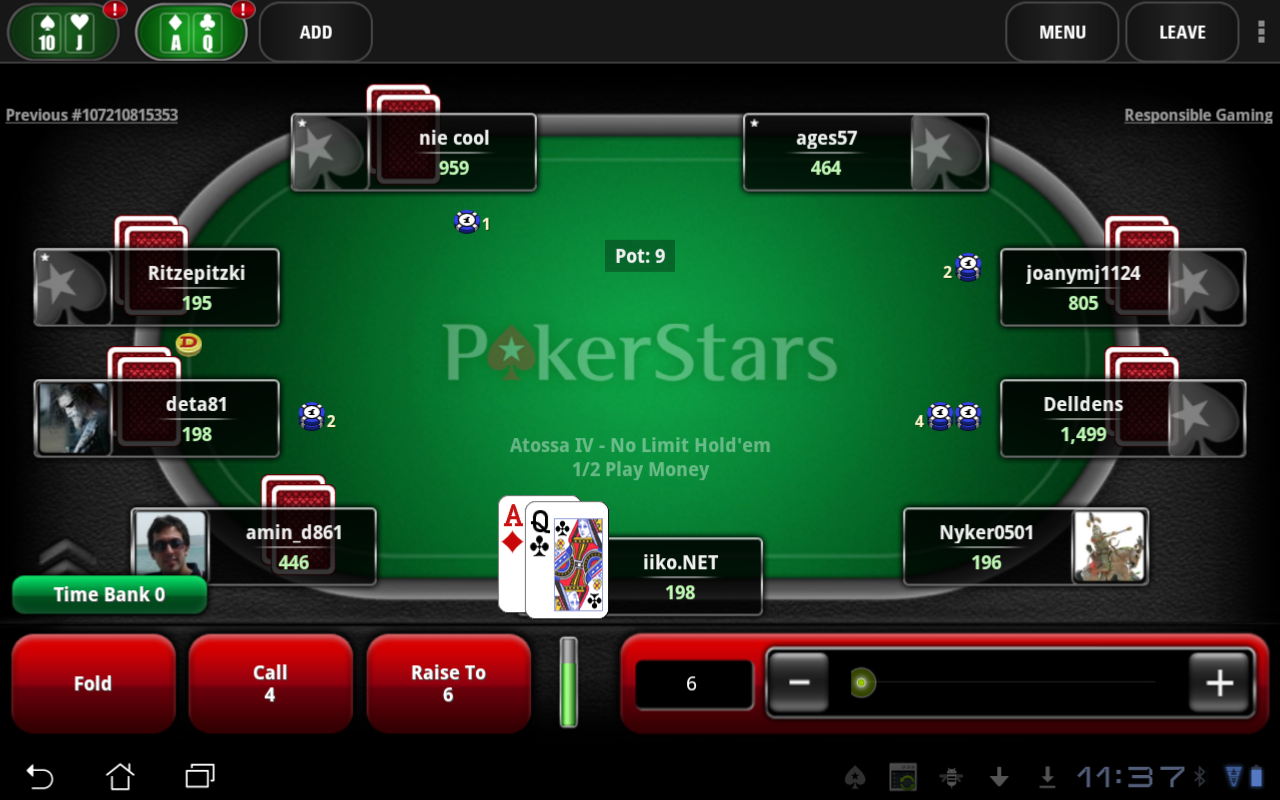 10 J
!
A Q
!
ADD
MENU
LEAVE
Previous #107210815353
Responsible Gaming
nie cool
959
ages57
464
1
Pot: 9
Ritzepitzki
195
2
joanymj1124
805
D
PokerStars
deta81
198
2
4
Delldens
1,499
Atossa IV - No Limit Hold'em
1/2 Play Money
amin_d861
446
A
Q
iiko.NET
198
Nyker0501
196
Time Bank 0
Fold
Call
4
Raise To
6
6
11:37